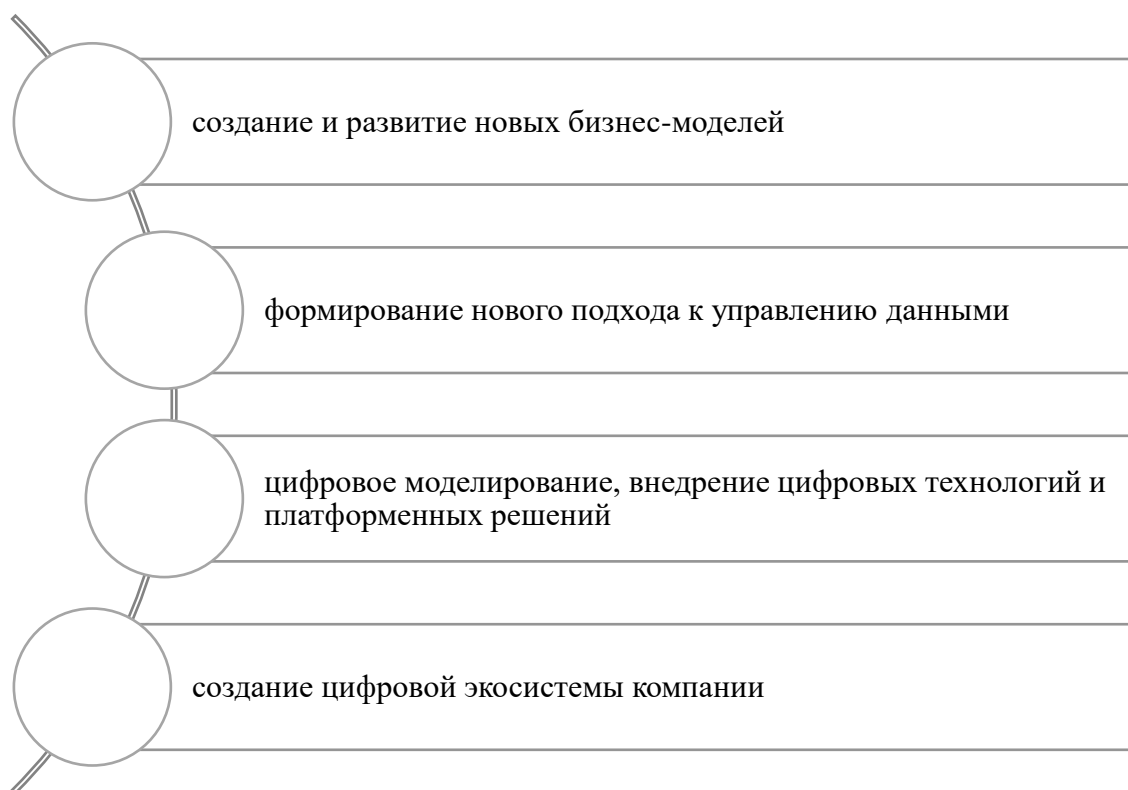 создание и развитие новых бизнес-моделей
формирование нового подхода к управлению данными
цифровое моделирование, внедрение цифровых технологий и
платформенных решений
создание цифровой экосистемы компании